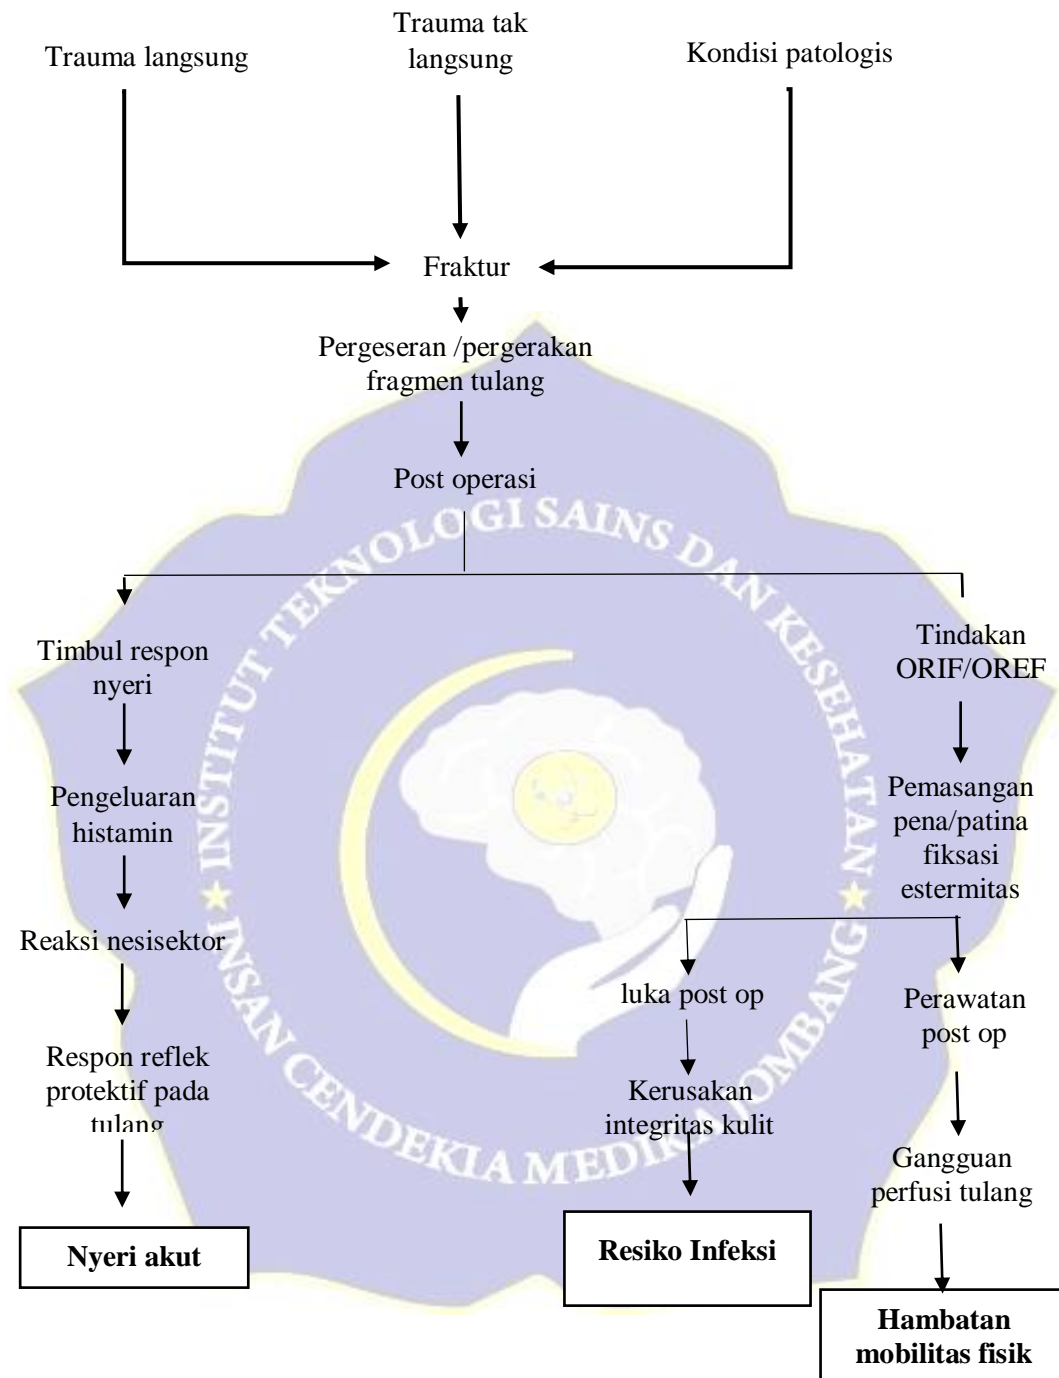 Trauma langsung
Trauma tak
langsung
Kondisi patologis
Fraktur
Pergeseran /pergerakan
fragmen tulang
Post operasi
Timbul respon
nyeri
Tindakan
ORIF/OREF
Pengeluaran
histamin
Pemasangan
pena/patina
fiksasi
estermitas
Reaksi nesisektor
luka post op
Perawatan
post op
Respon reflek
protektif pada
tulang
Kerusakan
integritas kulit
Gangguan
perfusi tulang
Nyeri akut
Resiko Infeksi
Hambatan
mobilitas fisik
INSTITUT TEKNOLOGI SAINS DAN KESEHATAN
INSAN CENDEKIA MEDIKA JOMBANG